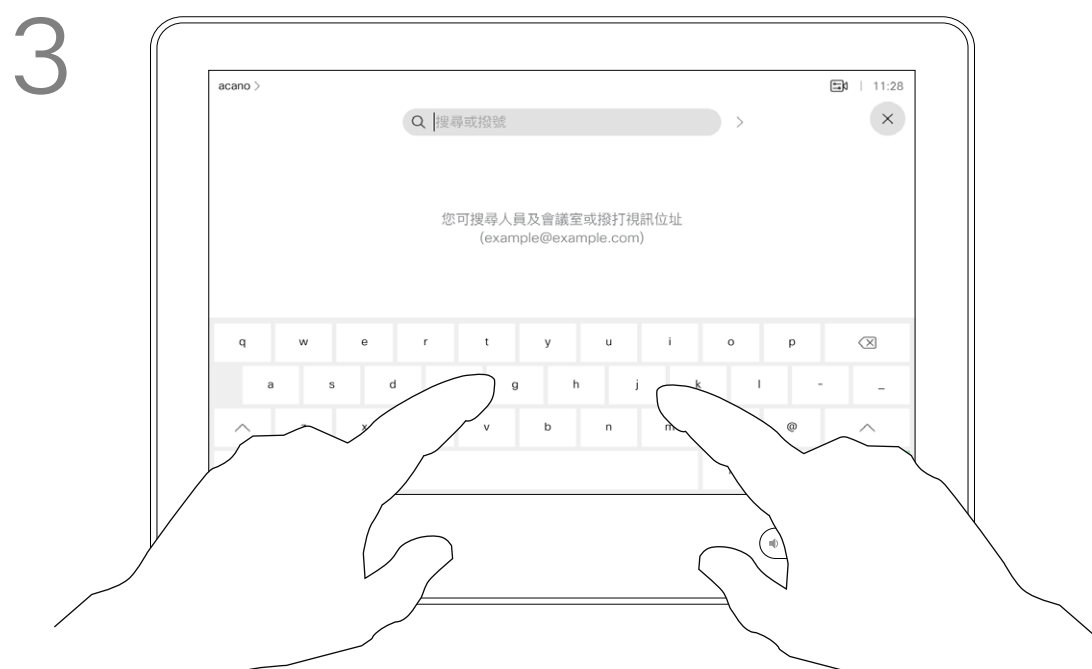 3
acano > | 11:28
搜尋或撥號
您可搜尋人員及會議室或撥打視訊位址
(example@example.com)
q w e r t y u i o p
a s d g h j k l - _
x v b n m @